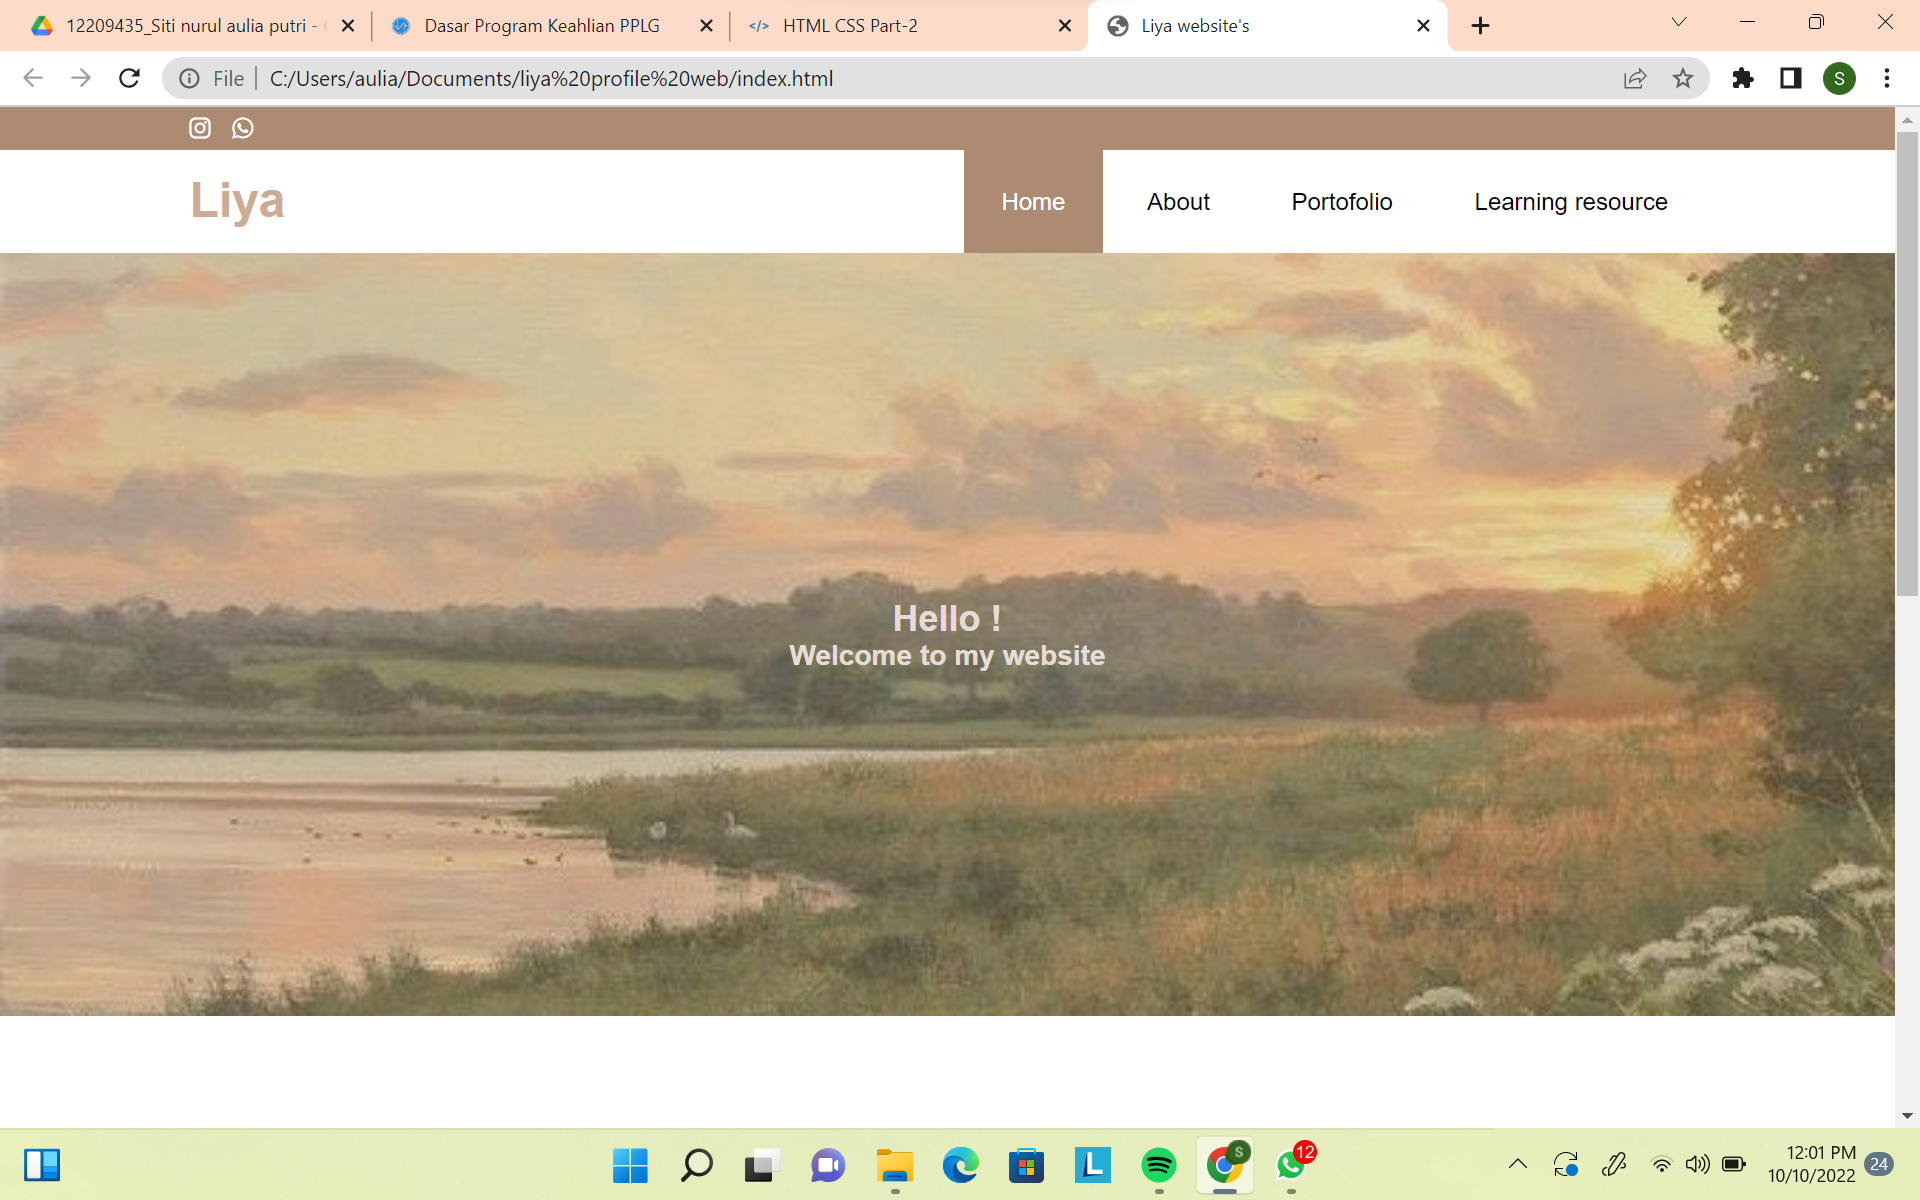 12209435_Siti nurul aulia putri -
Dasar Program Keahlian PPLG
HTML CSS Part-2
Liya website's
File
C:/Users/aulia/Documents/liya%20profile%20web/index.html
S
Liya
Home
About
Portofolio
Learning resource
Hello !
Welcome to my website
L
S
12
12:01 PM
10/10/2022
24